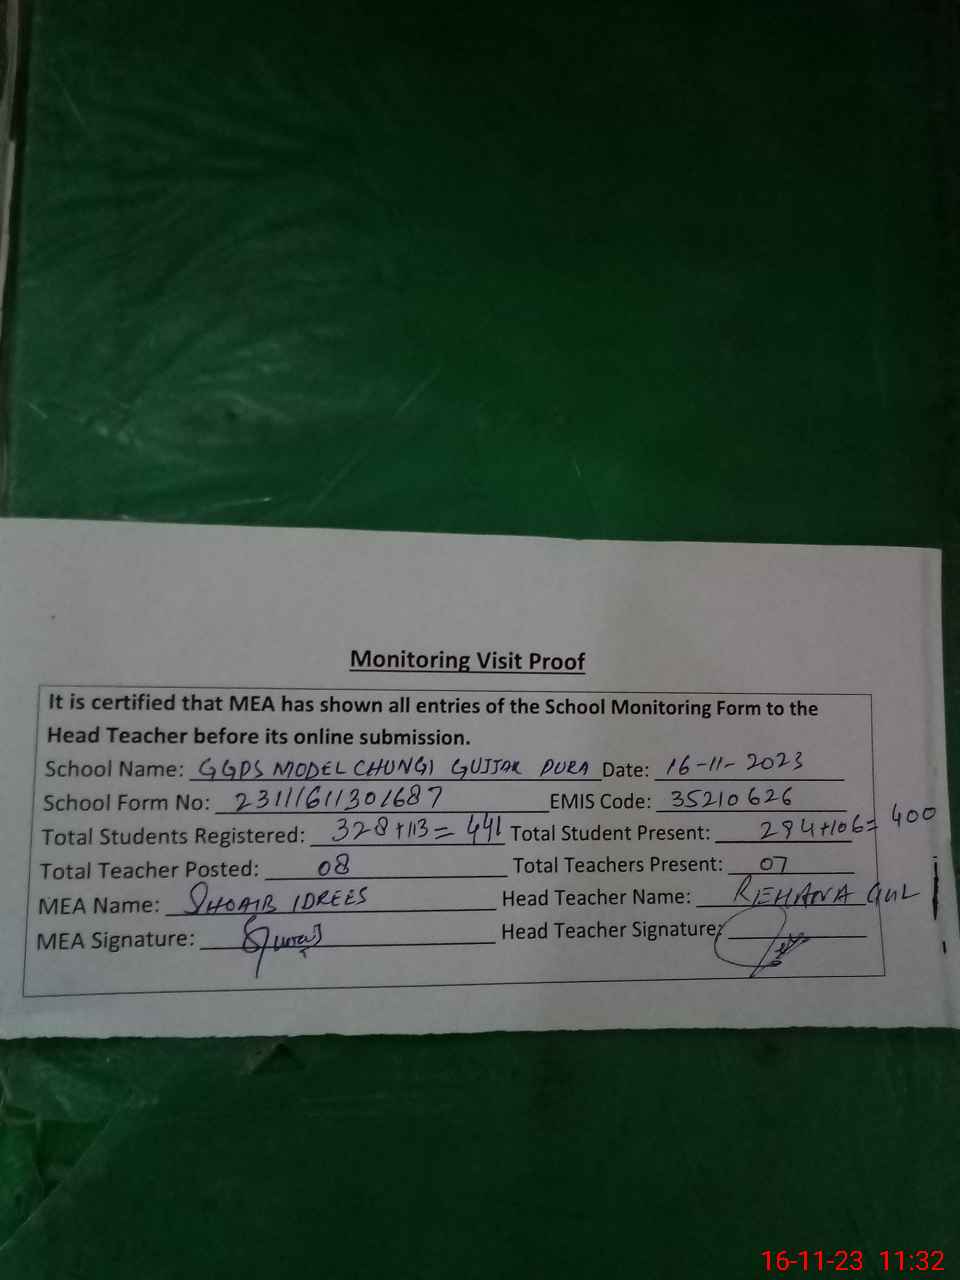 Monitoring Visit Proof
It is certified that MEA has shown all entries of the School Monitoring Form to the
Head Teacher before its online submission.
School Name: GGPS MODEL CHUNGI GUJJAR PURA Date: 16-11-2023
School Form No: 23111611301687 EMIS Code: 35210626
Total Students Registered: 328+113=441 Total Student Present: 294+106=400
Total Teacher Posted: 08 Total Teachers Present: 07
MEA Name: SHOAIB IDREES Head Teacher Name: REHANA GUL
MEA Signature: Head Teacher Signature:
16-11-23 11:32